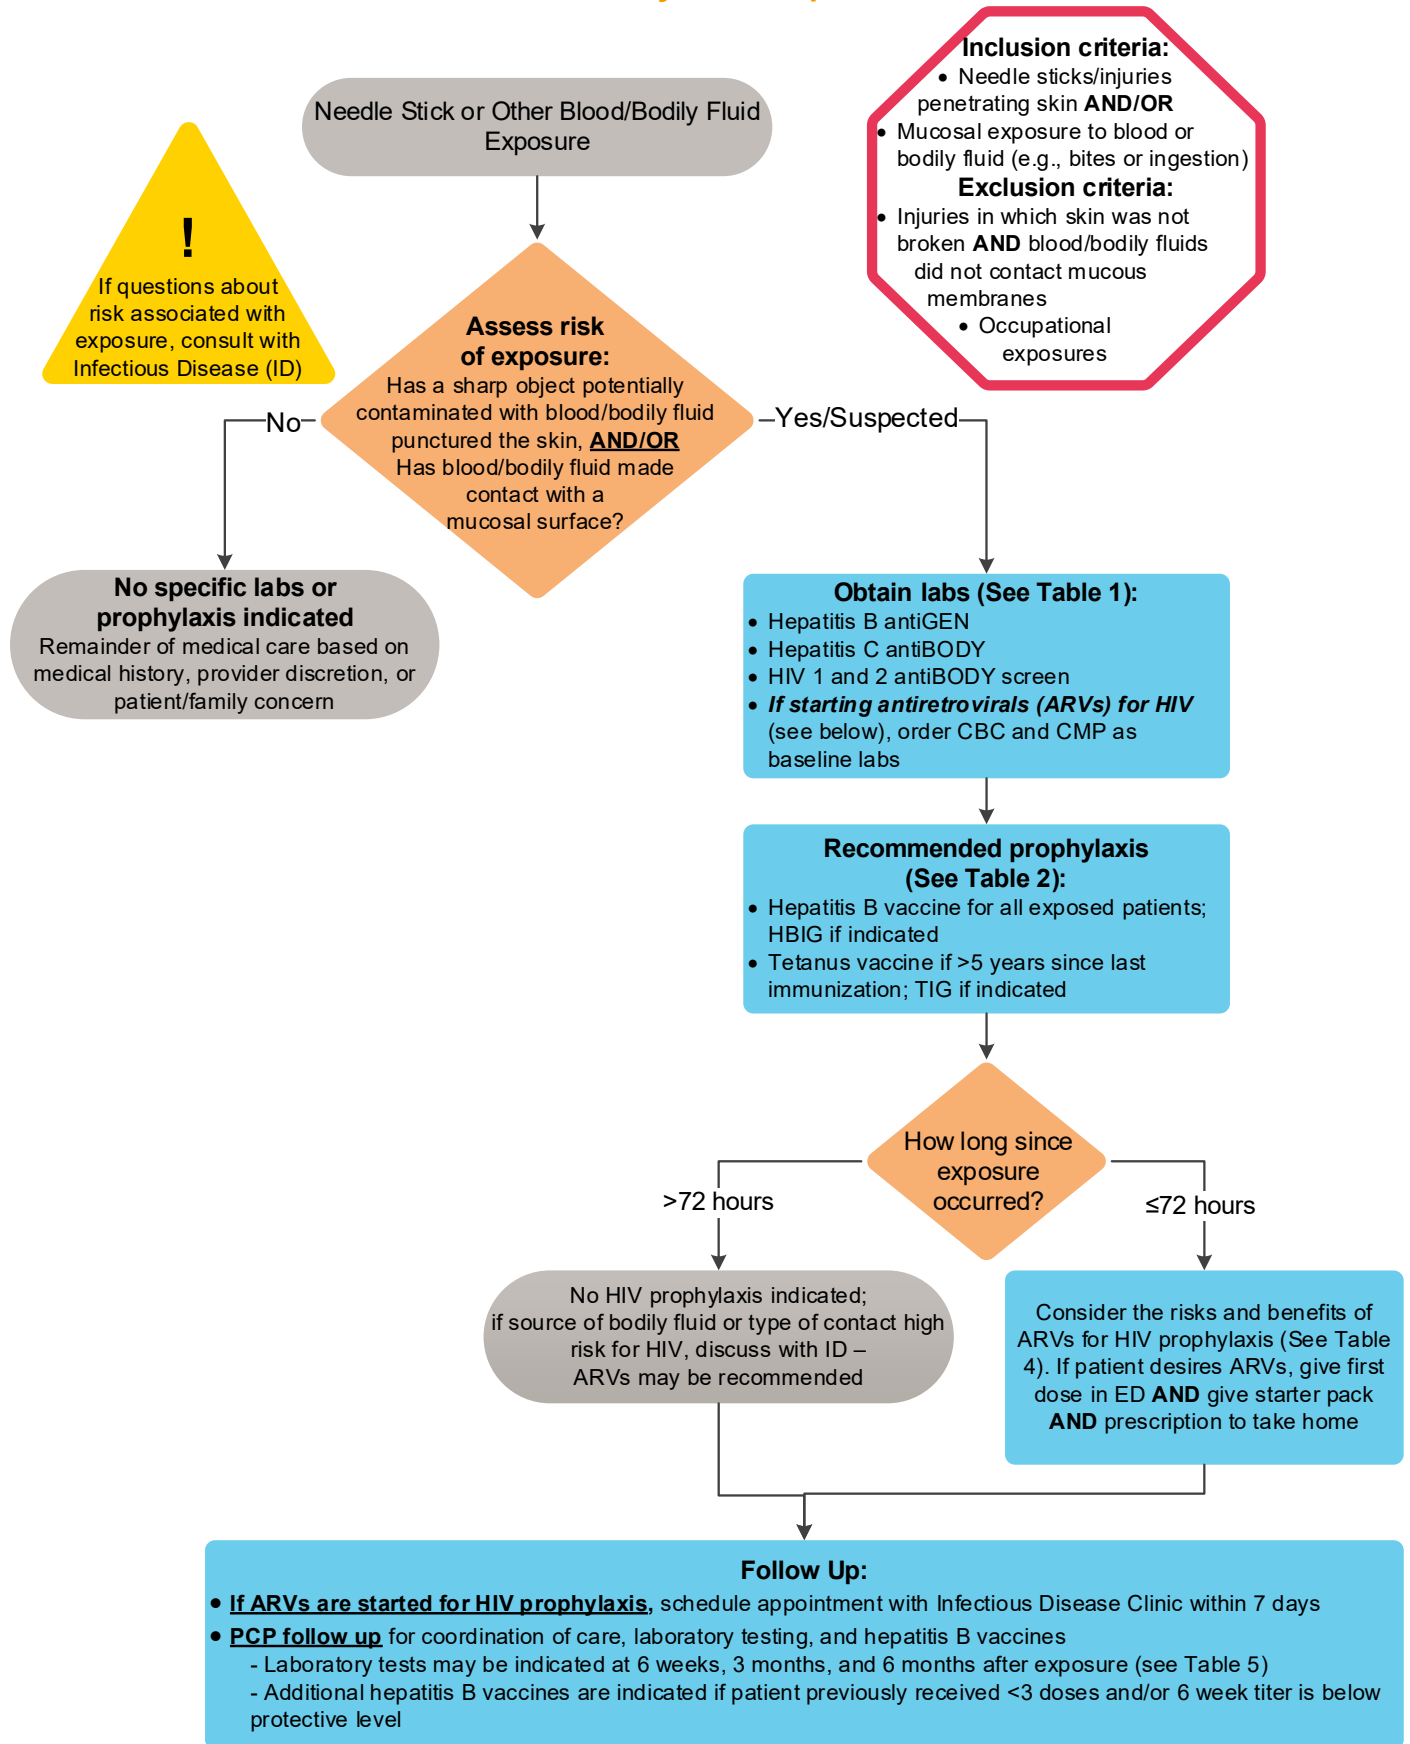 Needle Stick or Other Blood/Bodily Fluid
Exposure
Inclusion criteria:
• Needle sticks/injuries
penetrating skin AND/OR
• Mucosal exposure to blood or
bodily fluid (e.g., bites or ingestion)
Exclusion criteria:
• Injuries in which skin was not
broken AND blood/bodily fluids
did not contact mucous
membranes
• Occupational
exposures
!
If questions about
risk associated with
exposure, consult with
Infectious Disease (ID)
Assess risk
of exposure:
Has a sharp object potentially
contaminated with blood/bodily fluid
punctured the skin, AND/OR
Has blood/bodily fluid made
contact with a
mucosal surface?
No
Yes/Suspected
No specific labs or
prophylaxis indicated
Remainder of medical care based on
medical history, provider discretion, or
patient/family concern
Obtain labs (See Table 1):
• Hepatitis B antiGEN
• Hepatitis C antiBODY
• HIV 1 and 2 antiBODY screen
• If starting antiretrovirals (ARVs) for HIV
(see below), order CBC and CMP as
baseline labs
Recommended prophylaxis
(See Table 2):
• Hepatitis B vaccine for all exposed patients;
HBIG if indicated
• Tetanus vaccine if >5 years since last
immunization; TIG if indicated
How long since
exposure
occurred?
>72 hours
≤72 hours
No HIV prophylaxis indicated;
if source of bodily fluid or type of contact high
risk for HIV, discuss with ID –
ARVs may be recommended
Consider the risks and benefits of
ARVs for HIV prophylaxis (See Table
4). If patient desires ARVs, give first
dose in ED AND give starter pack
AND prescription to take home
Follow Up:
• If ARVs are started for HIV prophylaxis, schedule appointment with Infectious Disease Clinic within 7 days
• PCP follow up for coordination of care, laboratory testing, and hepatitis B vaccines
- Laboratory tests may be indicated at 6 weeks, 3 months, and 6 months after exposure (see Table 5)
- Additional hepatitis B vaccines are indicated if patient previously received <3 doses and/or 6 week titer is below
protective level